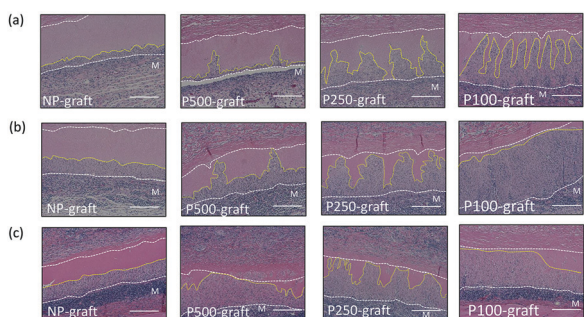 (a)
M
NP-graft
M
P500-graft
M
P250-graft
M
P100-graft
(b)
M
NP-graft
M
P500-graft
M
P250-graft
M
P100-graft
(c)
M
NP-graft
M
P500-graft
M
P250-graft
M
P100-graft